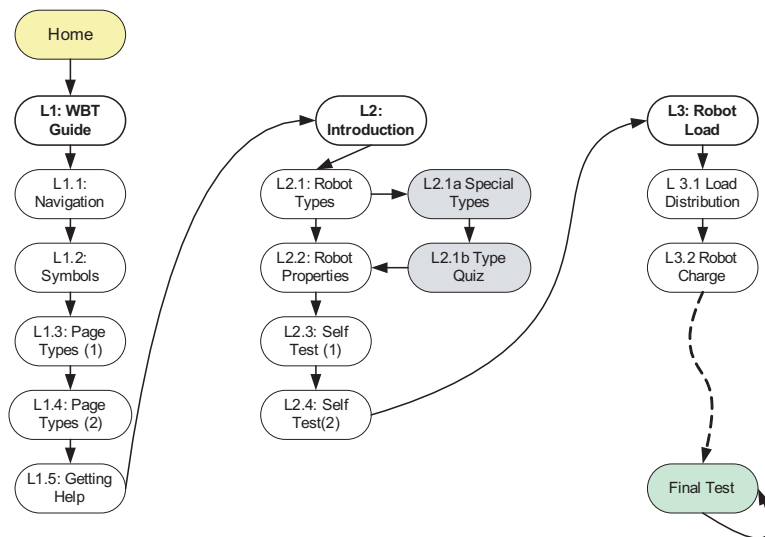 Home
L1: WBT
Guide
L1.1:
Navigation
L1.2:
Symbols
L1.3: Page
Types (1)
L1.4: Page
Types (2)
L1.5: Getting
Help
L2:
Introduction
L2.1: Robot
Types
L2.1a Special
Types
L2.2: Robot
Properties
L2.1b Type
Quiz
L2.3: Self
Test (1)
L2.4: Self
Test(2)
L3: Robot
Load
L 3.1 Load
Distribution
L3.2 Robot
Charge
Final Test